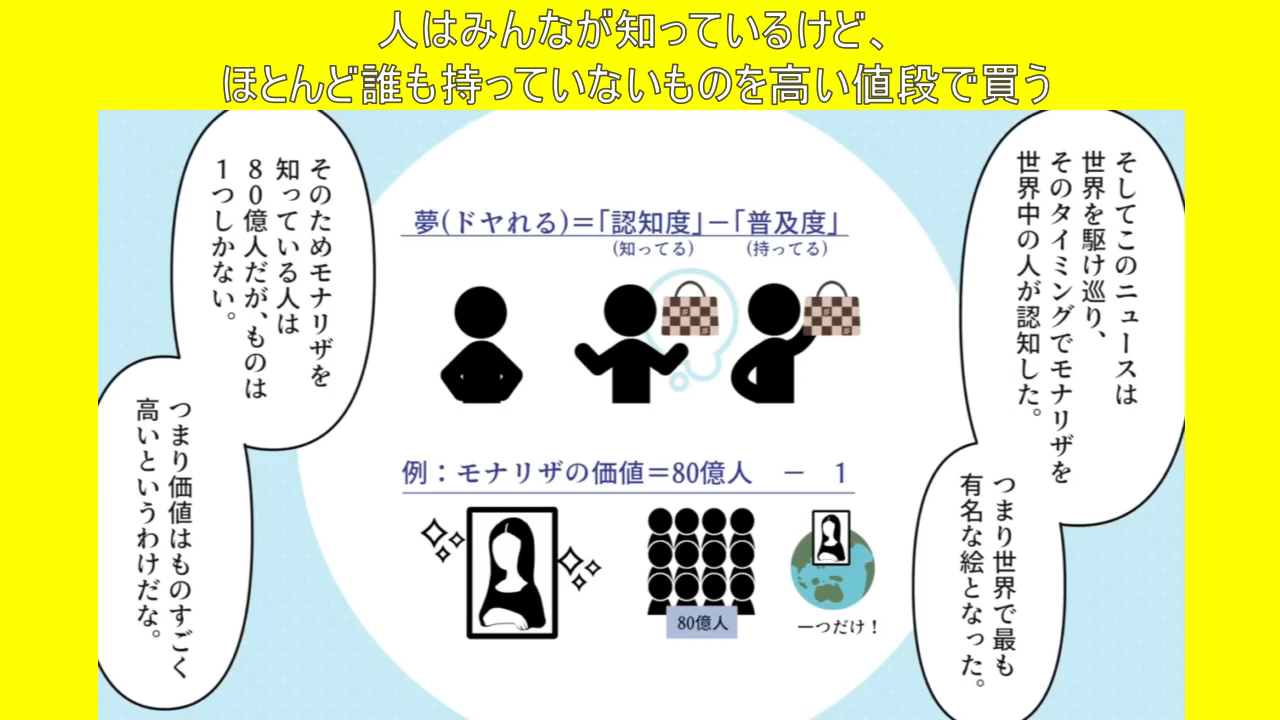 人はみんなが知っているけど、
ほとんど誰も持っていないものを高い値段で買う
そしてこのニュースは
世界を駆け巡り、
そのタイミングでモナリザを
世界中の人が認知した。
つまり世界で最も
有名な絵となった。
夢(ドヤれる)＝「認知度」－「普及度」
(知ってる)
(持ってる)
例：モナリザの価値＝80億人　－　1
80億人
一つだけ！
そのためモナリザを
知っている人は
80億人だが、ものは
1つしかない。
つまり価値はものすごく
高いというわけだな。